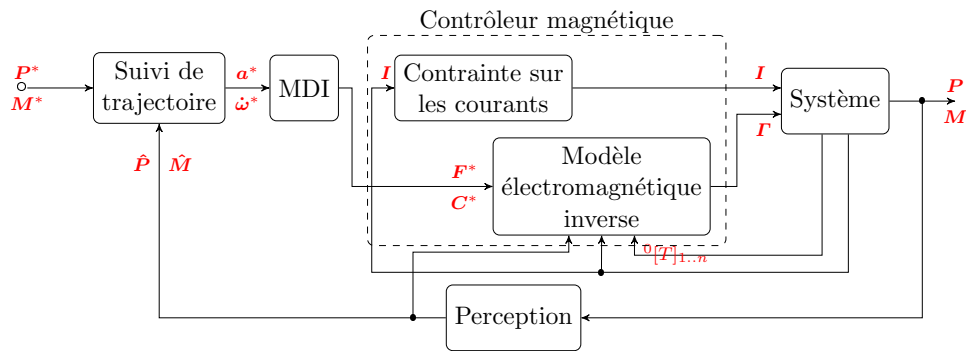 Contrôleur magnétique
P*
M*
Suivi de
trajectoire
a*
ω̇*
MDI
I
Contrainte sur
les courants
I
Γ
Système
P
M
P̂ M̂
F*
C*
Modèle
électromagnétique
inverse
⁰[T]₁..ₙ
Perception